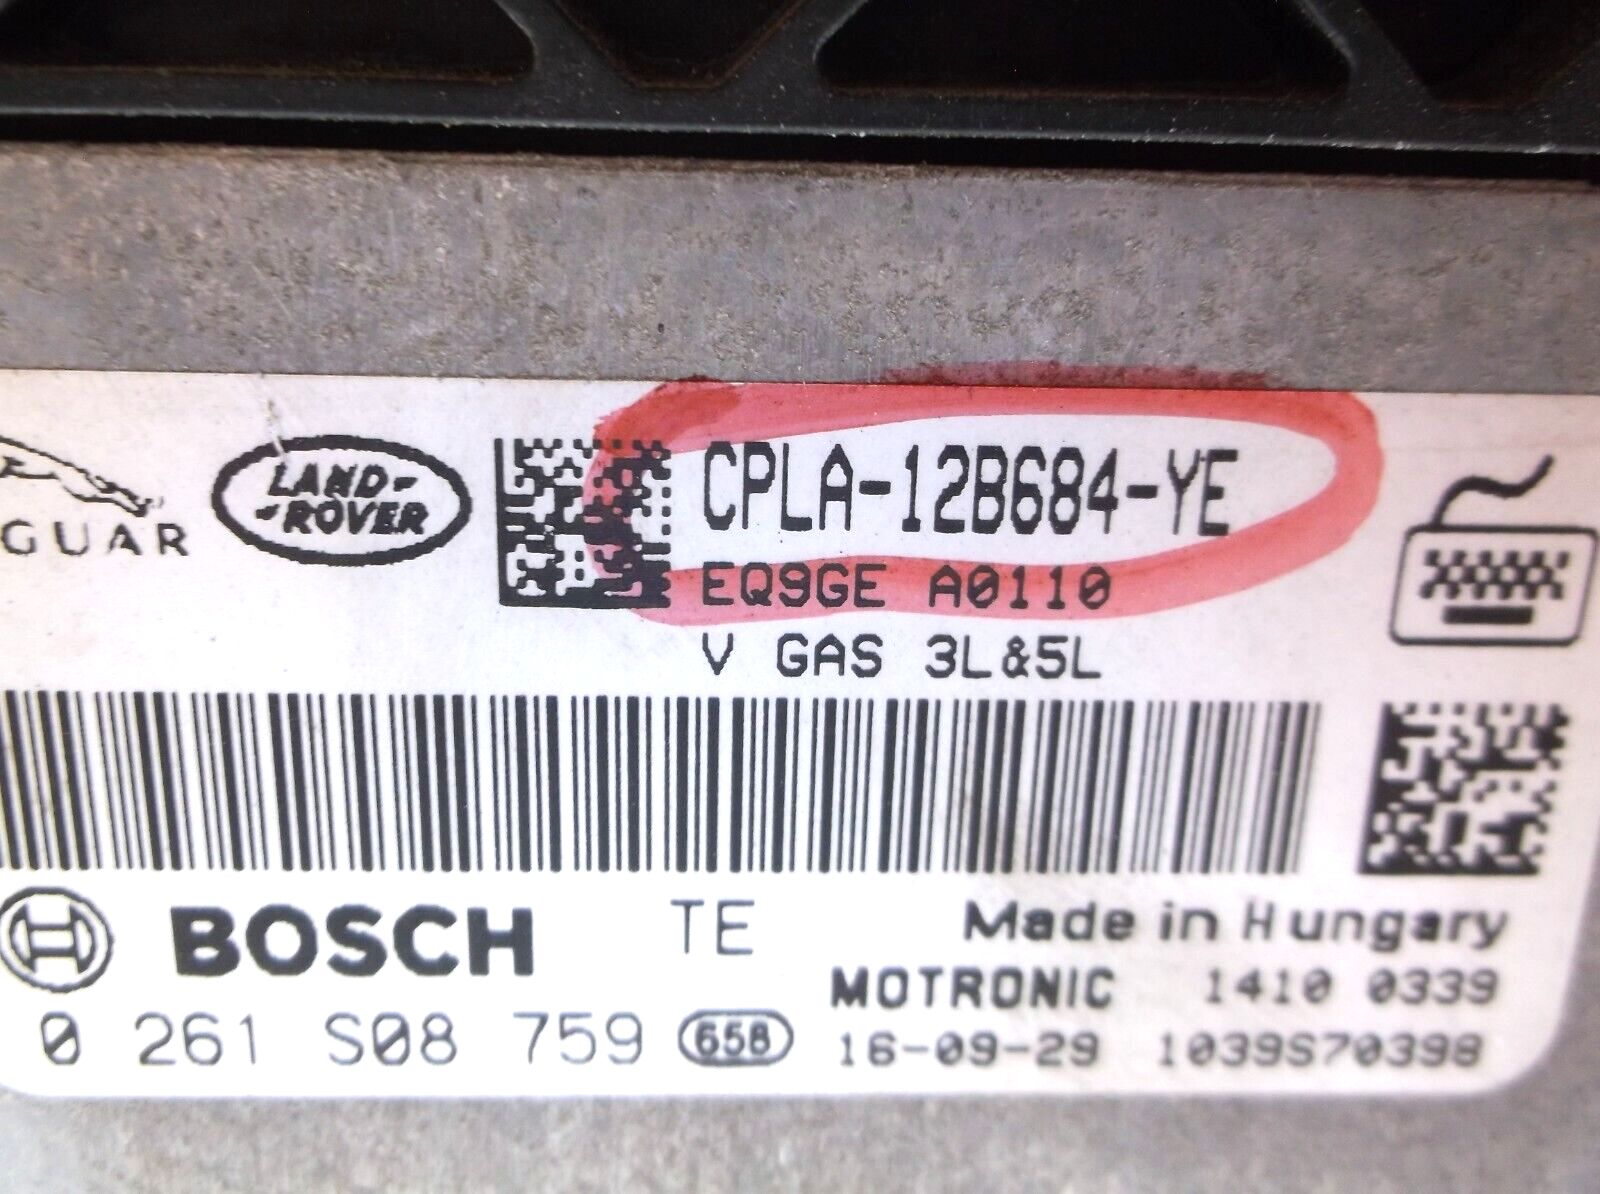 GUAR
LAND-
-ROVER
CPLA-12B684-YE
EQ9GE A0110
V GAS 3L&5L
BOSCH TE Made in Hungary
MOTRONIC 1410 0339
0 261 S08 759 658 16-09-29 1039S70398